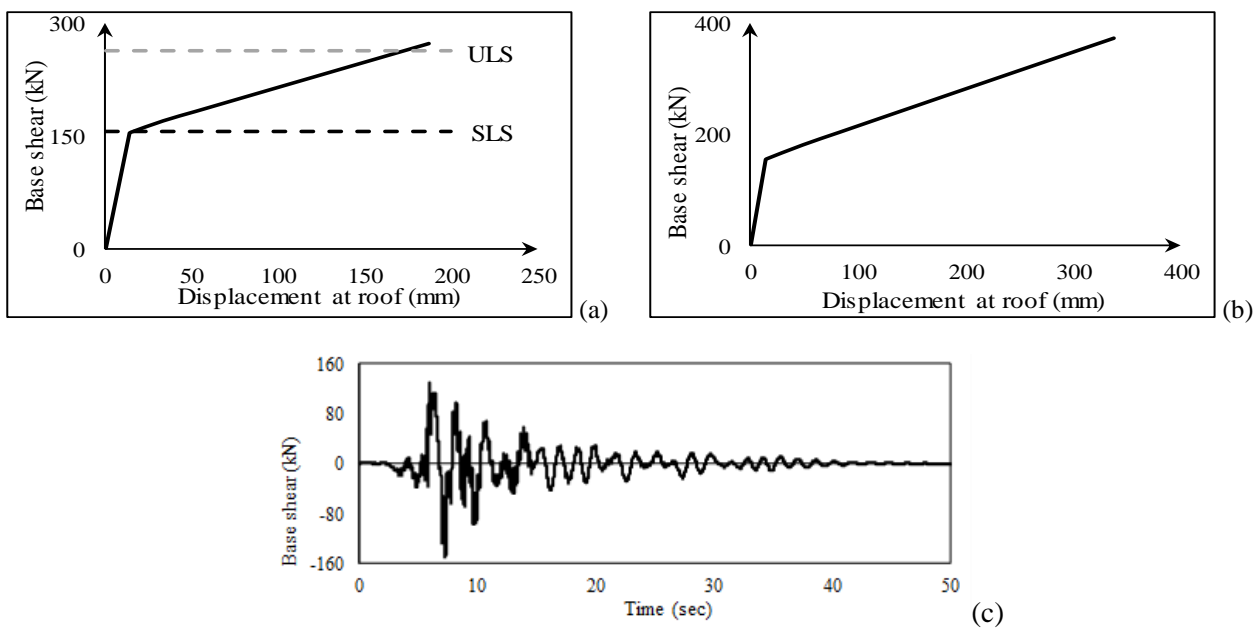 300
150
0
Base shear (kN)
ULS
SLS
0 50 100 150 200 250
Displacement at roof (mm)
(a)
400
200
0
Base shear (kN)
0 100 200 300 400
Displacement at roof (mm)
(b)
160
80
0
-80
-160
Base shear (kN)
0 10 20 30 40 50
Time (sec)
(c)